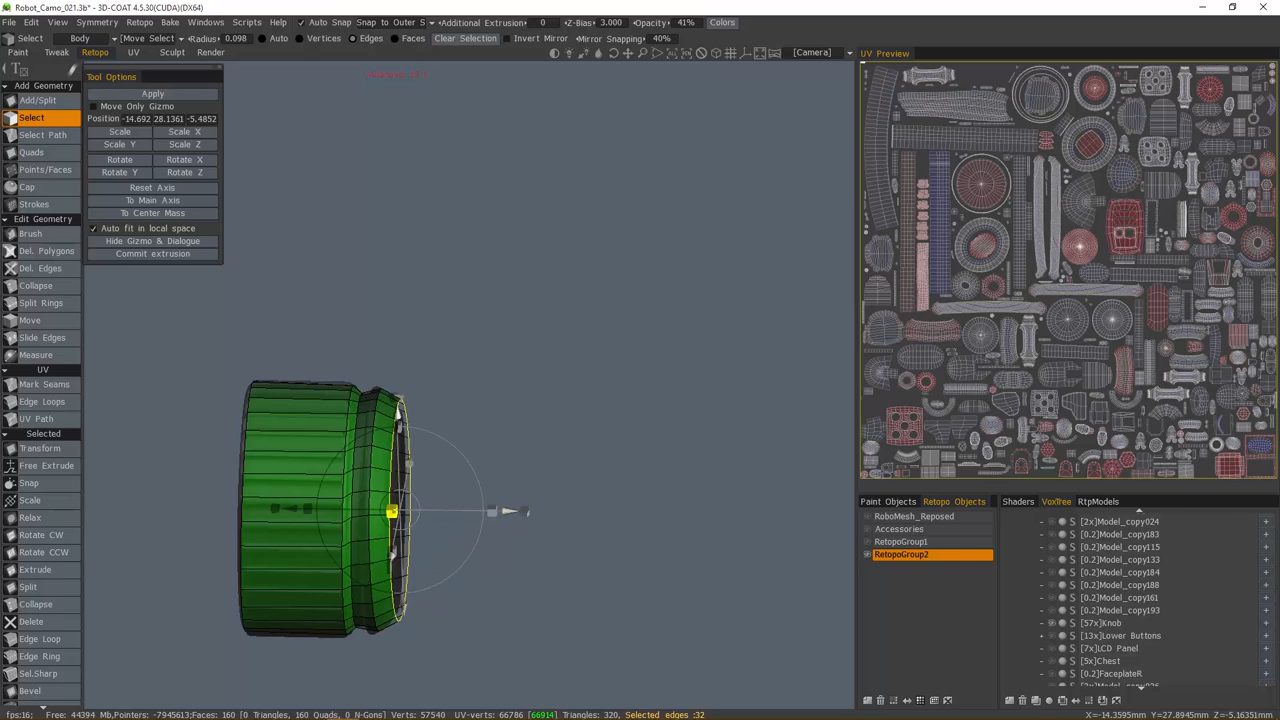 Robot_Camo_021.3b* - 3D-COAT 4.5.30(CUDA)(DX64)
File Edit View Symmetry Retopo Bake Windows Scripts Help Auto Snap Snap to Outer S Additional Extrusion 0 Z-Bias 3.000 Opacity 41% Colors
Select Body [Move Select] Radius 0.098 Auto Vertices Edges Faces Clear Selection Invert Mirror Mirror Snapping 40%
Paint Tweak Retopo UV Sculpt Render [Camera] UV Preview
Tool Options
Apply
Move Only Gizmo
Position -14.692 28.1361 -5.4852
Scale Scale X
Scale Y Scale Z
Rotate Rotate X
Rotate Y Rotate Z
Reset Axis
To Main Axis
To Center Mass
Auto fit in local space
Hide Gizmo & Dialogue
Commit extrusion
Add Geometry
Add/Split
Select
Select Path
Quads
Points/Faces
Cap
Strokes
Edit Geometry
Brush
Del. Polygons
Del. Edges
Collapse
Split Rings
Move
Slide Edges
Measure
UV
Mark Seams
Edge Loops
UV Path
Selected
Transform
Free Extrude
Snap
Scale
Relax
Rotate CW
Rotate CCW
Extrude
Split
Collapse
Delete
Edge Loop
Edge Ring
Sel.Sharp
Bevel
Paint Objects Retopo Objects
RoboMesh_Reposed
Accessories
RetopoGroup1
RetopoGroup2
Shaders VoxTree RtpModels
[2x]Model_copy024
[0.2]Model_copy183
[0.2]Model_copy115
[0.2]Model_copy133
[0.2]Model_copy184
[0.2]Model_copy188
[0.2]Model_copy161
[0.2]Model_copy193
[57x]Knob
[13x]Lower Buttons
[7x]LCD Panel
[5x]Chest
[0.2]FaceplateR
fps:16; Free: 44394 Mb,Pointers: -7945613;Faces: 160 [0 Triangles, 160 Quads, 0 N-Gons] Verts: 57540 UV-verts: 66786 [66914] Triangles: 320, Selected edges :32 X=-14.3595mm Y=27.8945mm Z=-5.16351mm